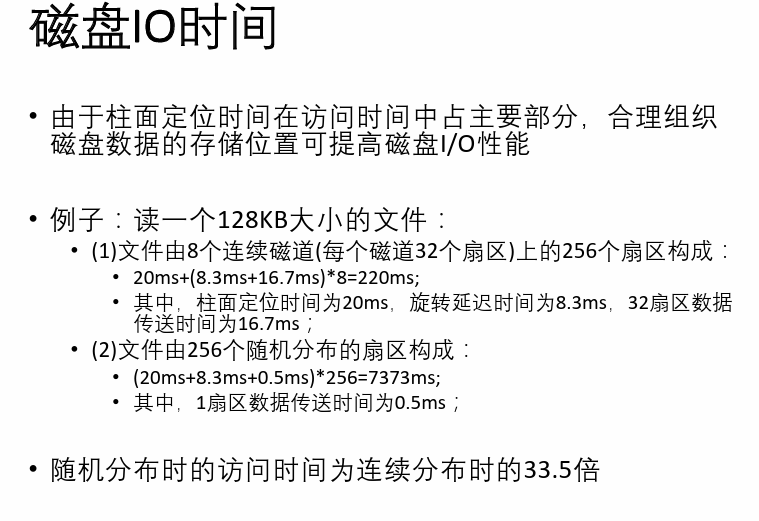 磁盘IO时间
• 由于柱面定位时间在访问时间中占主要部分，合理组织
磁盘数据的存储位置可提高磁盘I/O性能
• 例子：读一个128KB大小的文件：
• (1)文件由8个连续磁道(每个磁道32个扇区)上的256个扇区构成：
• 20ms+(8.3ms+16.7ms)*8=220ms;
• 其中，柱面定位时间为20ms，旋转延迟时间为8.3ms，32扇区数据
传送时间为16.7ms；
• (2)文件由256个随机分布的扇区构成：
• (20ms+8.3ms+0.5ms)*256=7373ms;
• 其中，1扇区数据传送时间为0.5ms；
• 随机分布时的访问时间为连续分布时的33.5倍